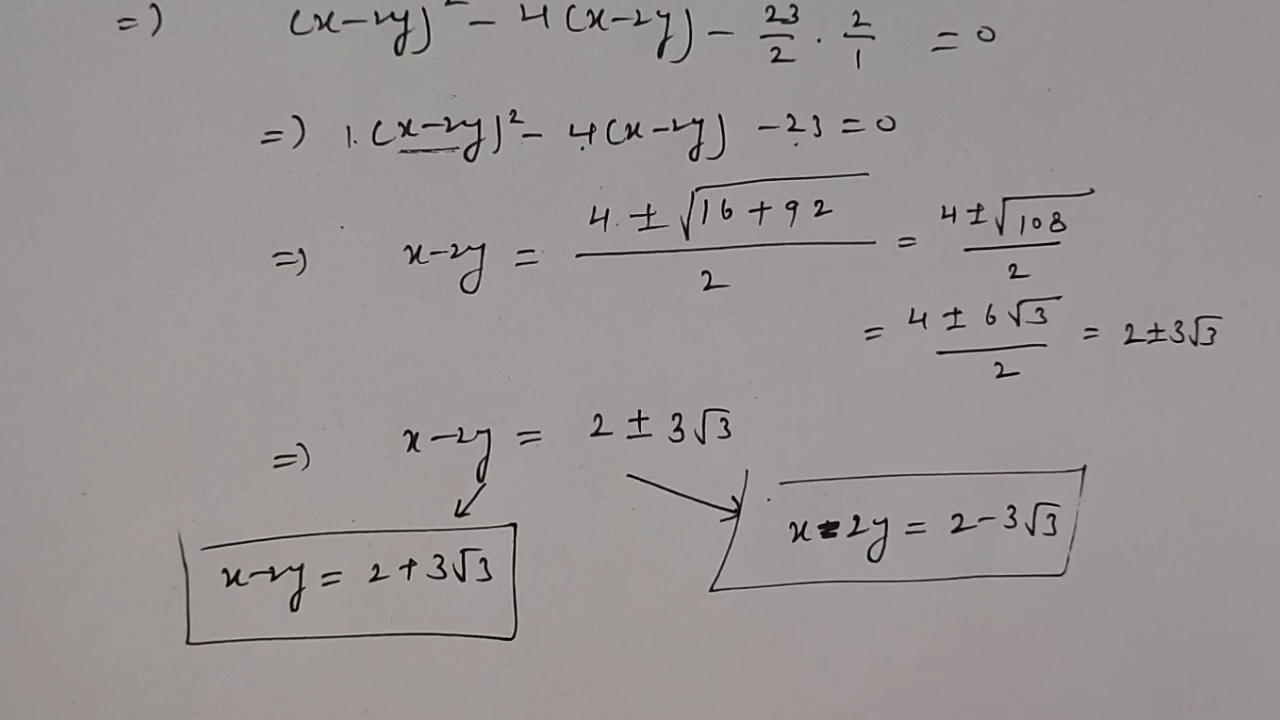 =) (x-2y)² - 4(x-2y) - 23/2 . 2/1 = 0
=) 1.(x-2y)² - 4(x-2y) - 23 = 0
=) x-2y = (4 ± √(16+92))/2 = (4 ± √108)/2
= (4 ± 6√3)/2 = 2±3√3
=) x-2y = 2 ± 3√3
x-2y = 2-3√3
x-2y = 2+3√3